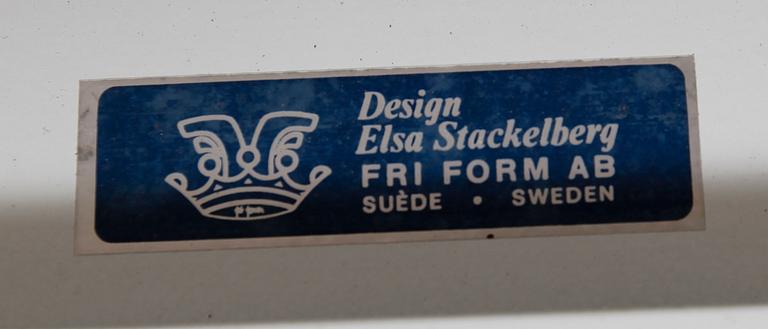 Design
Elsa Stackelberg
FRI FORM AB
SUÈDE • SWEDEN